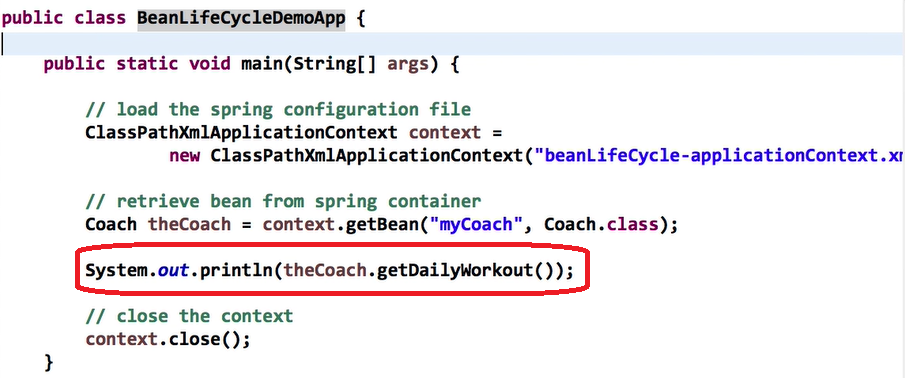 public class BeanLifeCycleDemoApp {
public static void main(String[] args) {
// load the spring configuration file
ClassPathXmlApplicationContext context =
new ClassPathXmlApplicationContext("beanLifeCycle-applicationContext.xm
// retrieve bean from spring container
Coach theCoach = context.getBean("myCoach", Coach.class);
System.out.println(theCoach.getDailyWorkout());
// close the context
context.close();
}